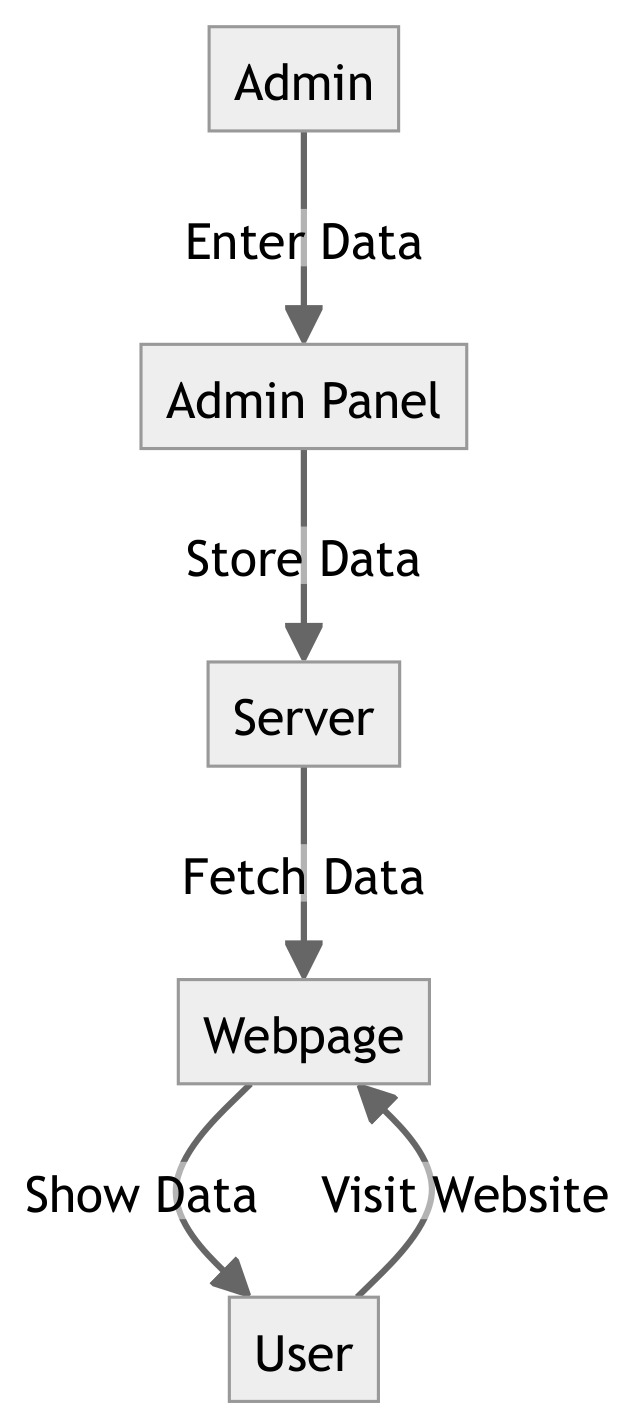 Admin
Enter Data
Admin Panel
Store Data
Server
Fetch Data
Webpage
Show Data
Visit Website
User